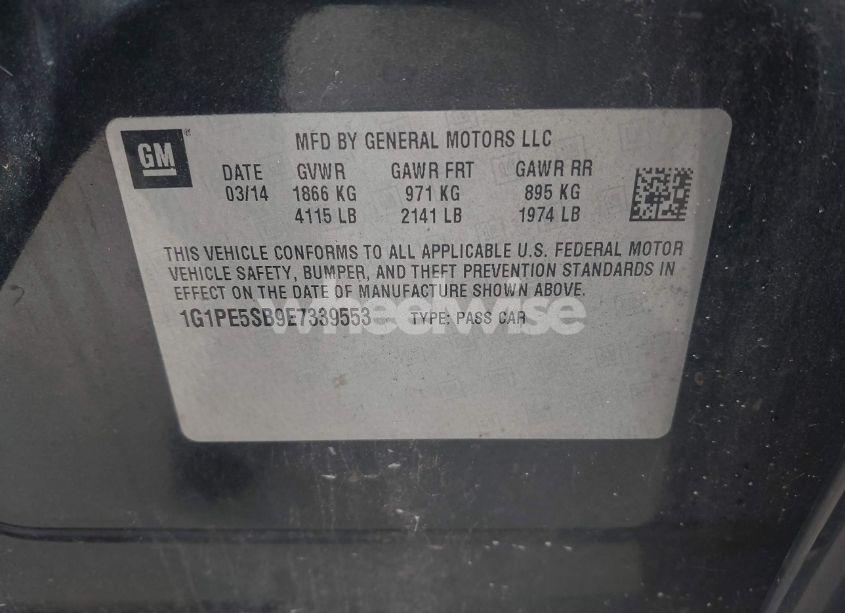 GM
MFD BY GENERAL MOTORS LLC
DATE GVWR GAWR FRT GAWR RR
03/14 1866 KG 971 KG 895 KG
4115 LB 2141 LB 1974 LB
THIS VEHICLE CONFORMS TO ALL APPLICABLE U.S. FEDERAL MOTOR
VEHICLE SAFETY, BUMPER, AND THEFT PREVENTION STANDARDS IN
EFFECT ON THE DATE OF MANUFACTURE SHOWN ABOVE.
1G1PE5SB9E7339553 TYPE: PASS CAR
wheelwise